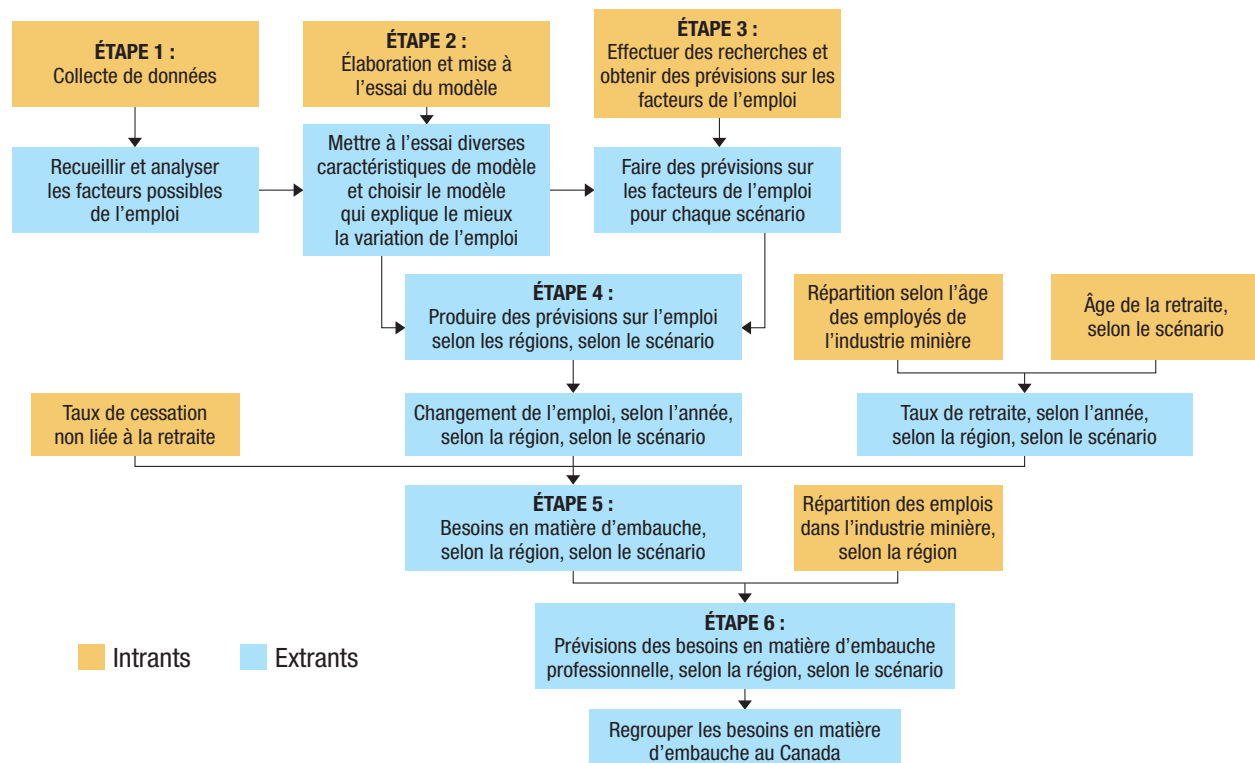 ÉTAPE 1 :
Collecte de données
ÉTAPE 2 :
Élaboration et mise à
l’essai du modèle
ÉTAPE 3 :
Effectuer des recherches et
obtenir des prévisions sur les
facteurs de l’emploi
Recueillir et analyser
les facteurs possibles
de l’emploi
Mettre à l’essai diverses
caractéristiques de modèle
et choisir le modèle
qui explique le mieux
la variation de l’emploi
Faire des prévisions sur
les facteurs de l’emploi
pour chaque scénario
ÉTAPE 4 :
Produire des prévisions sur l’emploi
selon les régions, selon le scénario
Répartition selon l’âge
des employés de
l’industrie minière
Âge de la retraite,
selon le scénario
Taux de cessation
non liée à la retraite
Changement de l’emploi, selon l’année,
selon la région, selon le scénario
Taux de retraite, selon l’année,
selon la région, selon le scénario
ÉTAPE 5 :
Besoins en matière d’embauche,
selon la région, selon le scénario
Répartition des emplois
dans l’industrie minière,
selon la région
ÉTAPE 6 :
Prévisions des besoins en matière d’embauche
professionnelle, selon la région, selon le scénario
Intrants
Extrants
Regrouper les besoins en matière
d’embauche au Canada